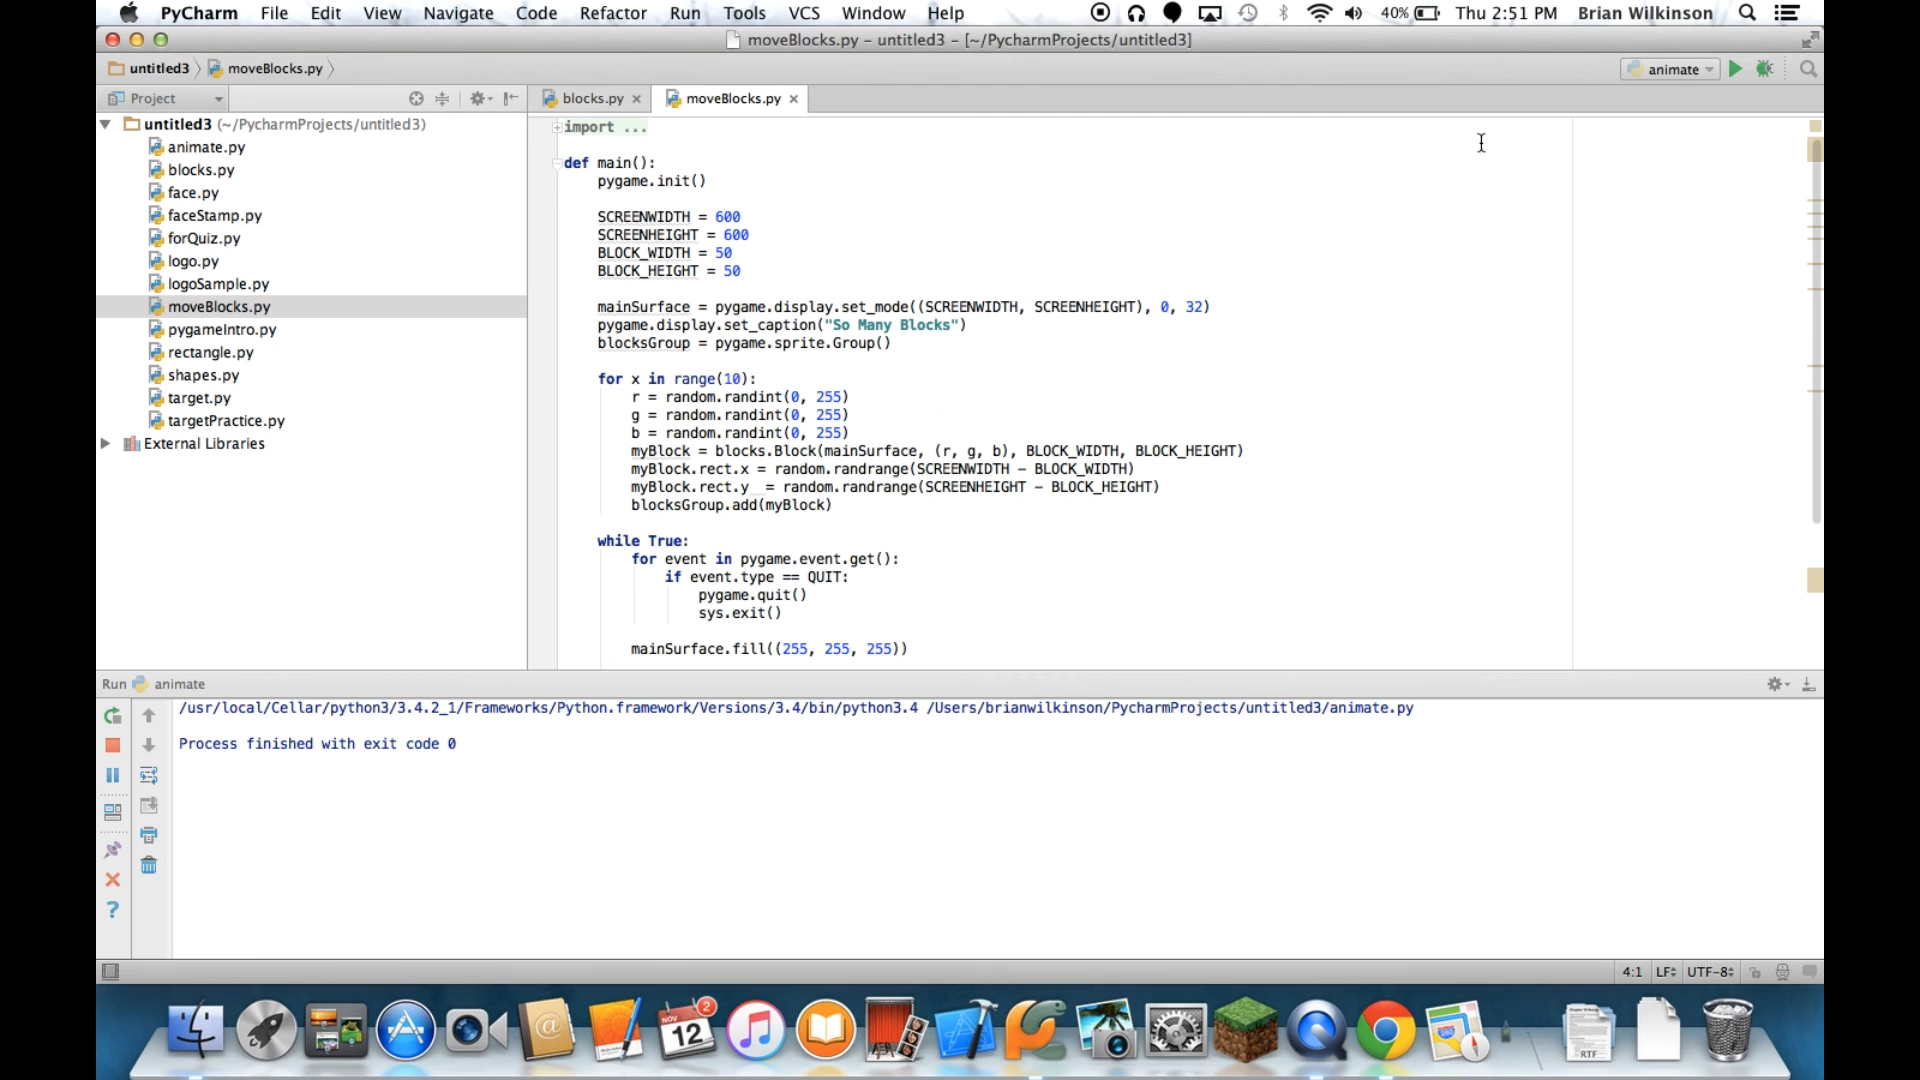 PyCharm File Edit View Navigate Code Refactor Run Tools VCS Window Help 40% Thu 2:51 PM Brian Wilkinson
moveBlocks.py – untitled3 – [~/PycharmProjects/untitled3]
untitled3 moveBlocks.py animate
Project blocks.py moveBlocks.py
untitled3 (~/PycharmProjects/untitled3)
animate.py
blocks.py
face.py
faceStamp.py
forQuiz.py
logo.py
logoSample.py
moveBlocks.py
pygameIntro.py
rectangle.py
shapes.py
target.py
targetPractice.py
External Libraries
import ...
def main():
pygame.init()
SCREENWIDTH = 600
SCREENHEIGHT = 600
BLOCK_WIDTH = 50
BLOCK_HEIGHT = 50
mainSurface = pygame.display.set_mode((SCREENWIDTH, SCREENHEIGHT), 0, 32)
pygame.display.set_caption("So Many Blocks")
blocksGroup = pygame.sprite.Group()
for x in range(10):
r = random.randint(0, 255)
g = random.randint(0, 255)
b = random.randint(0, 255)
myBlock = blocks.Block(mainSurface, (r, g, b), BLOCK_WIDTH, BLOCK_HEIGHT)
myBlock.rect.x = random.randrange(SCREENWIDTH - BLOCK_WIDTH)
myBlock.rect.y  = random.randrange(SCREENHEIGHT - BLOCK_HEIGHT)
blocksGroup.add(myBlock)
while True:
for event in pygame.event.get():
if event.type == QUIT:
pygame.quit()
sys.exit()
mainSurface.fill((255, 255, 255))
Run animate
/usr/local/Cellar/python3/3.4.2_1/Frameworks/Python.framework/Versions/3.4/bin/python3.4 /Users/brianwilkinson/PycharmProjects/untitled3/animate.py
Process finished with exit code 0
4:1 LF UTF-8
NOV
12
2
RTF